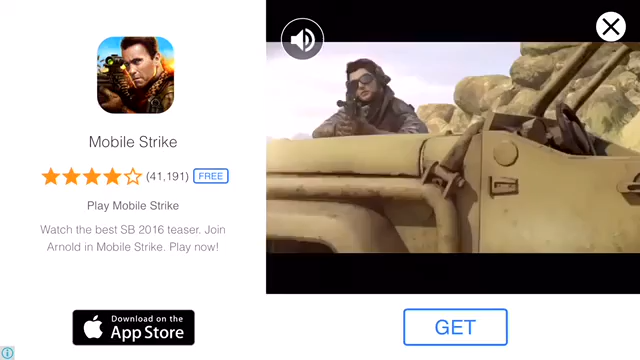 Mobile Strike
(41,191) FREE
Play Mobile Strike
Watch the best SB 2016 teaser. Join
Arnold in Mobile Strike. Play now!
Download on the
App Store
GET